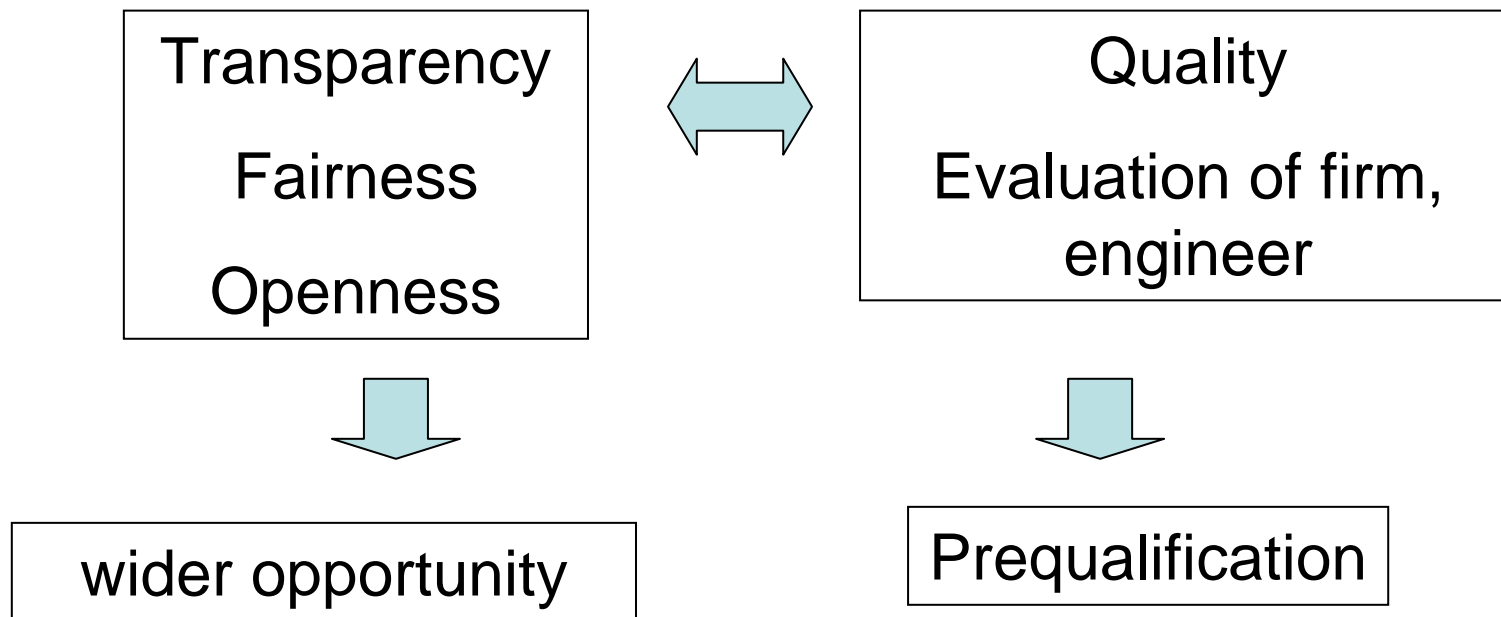 Transparency
Fairness
Openness
Quality
Evaluation of firm,
engineer
wider opportunity
Prequalification